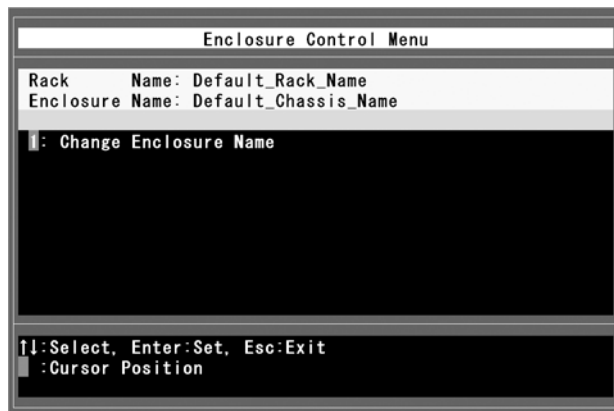 Enclosure Control Menu
Rack Name: Default_Rack_Name
Enclosure Name: Default_Chassis_Name
1: Change Enclosure Name
↑↓:Select, Enter:Set, Esc:Exit
:Cursor Position